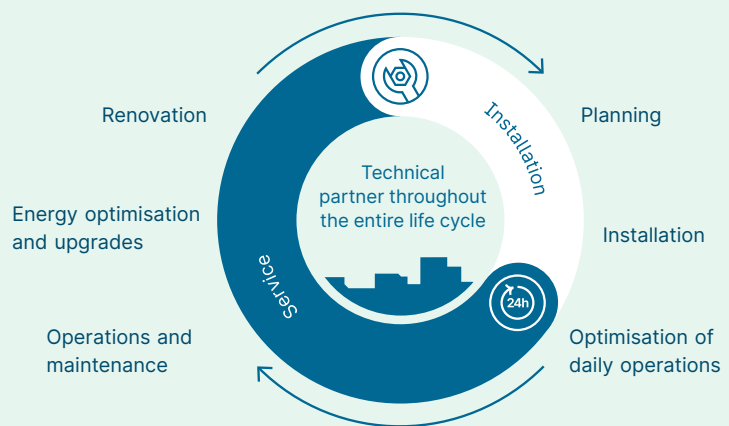 Renovation
Planning
Installation
Technical
partner throughout
the entire life cycle
Energy optimisation
and upgrades
Installation
Service
24h
Operations and
maintenance
Optimisation of
daily operations